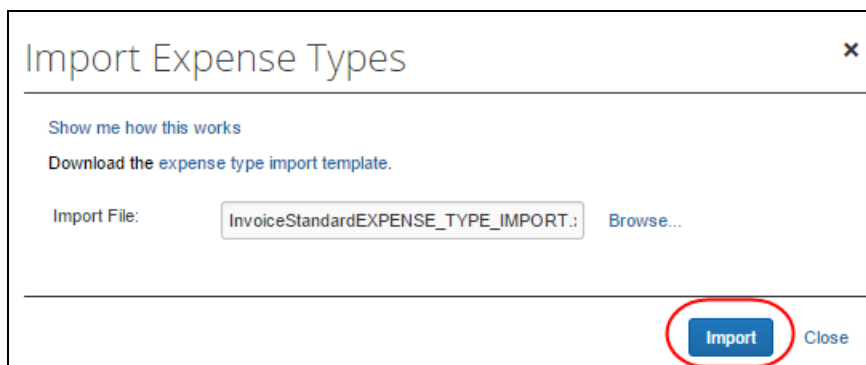 Import Expense Types ×
Show me how this works
Download the expense type import template.
Import File: InvoiceStandardEXPENSE_TYPE_IMPORT. Browse...
Import Close